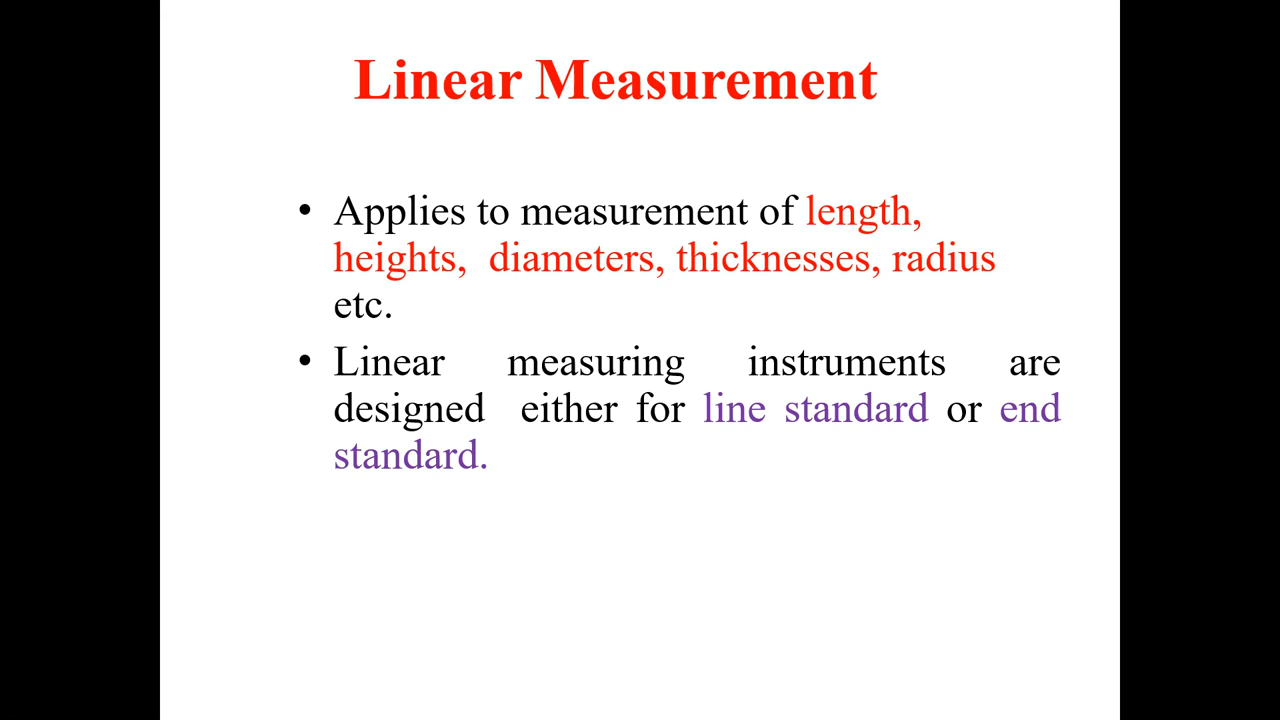 Linear Measurement
• Applies to measurement of length,
heights,  diameters, thicknesses, radius
etc.
• Linear measuring instruments are
designed  either for line standard or end
standard.